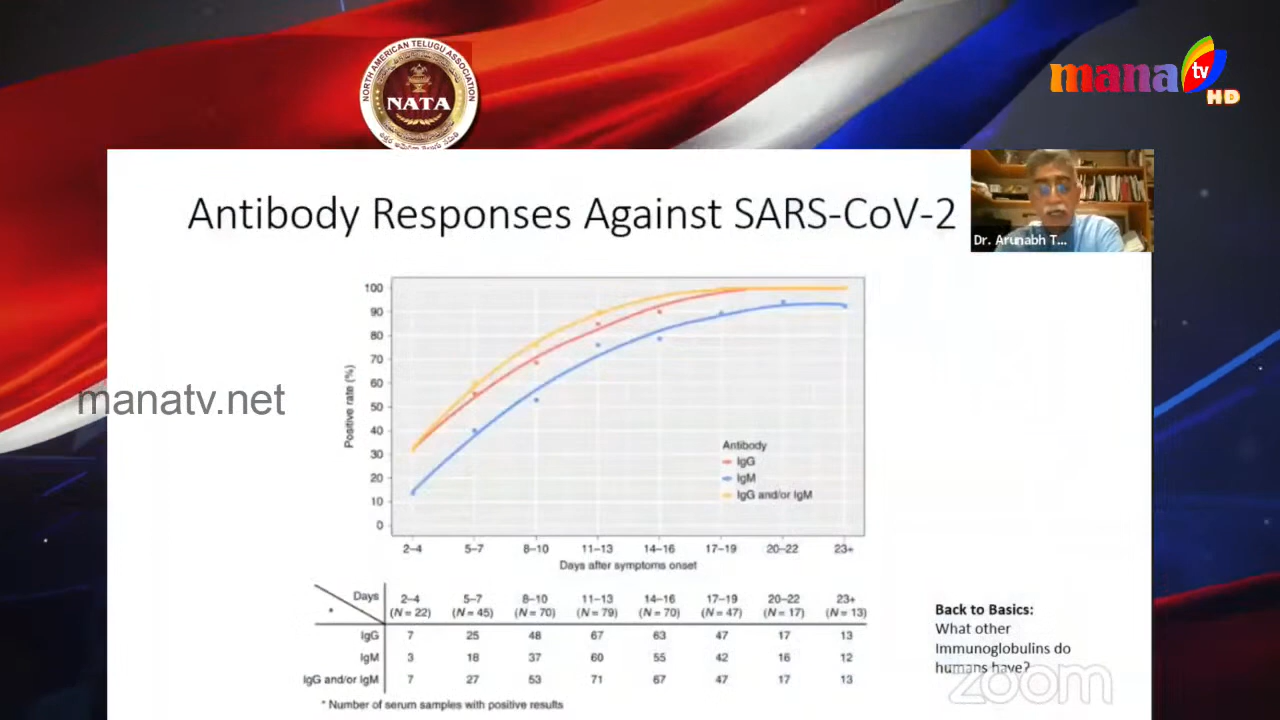 NORTH AMERICAN TELUGU ASSOCIATION
NATA
mana tv
HD
Antibody Responses Against SARS-CoV-2
Dr. Arunabh T...
manatv.net
Positive rate (%)
100
90
80
70
60
50
40
30
20
10
0
Antibody
IgG
IgM
IgG and/or IgM
2–4 5–7 8–10 11–13 14–16 17–19 20–22 23+
Days after symptoms onset
Days 2–4 5–7 8–10 11–13 14–16 17–19 20–22 23+
* (N = 22) (N = 45) (N = 70) (N = 79) (N = 70) (N = 47) (N = 17) (N = 13)
IgG 7 25 48 67 63 47 17 13
IgM 3 18 37 60 55 42 16 12
IgG and/or IgM 7 27 53 71 67 47 17 13
* Number of serum samples with positive results
Back to Basics:
What other
Immunoglobulins do
humans have?
zoom